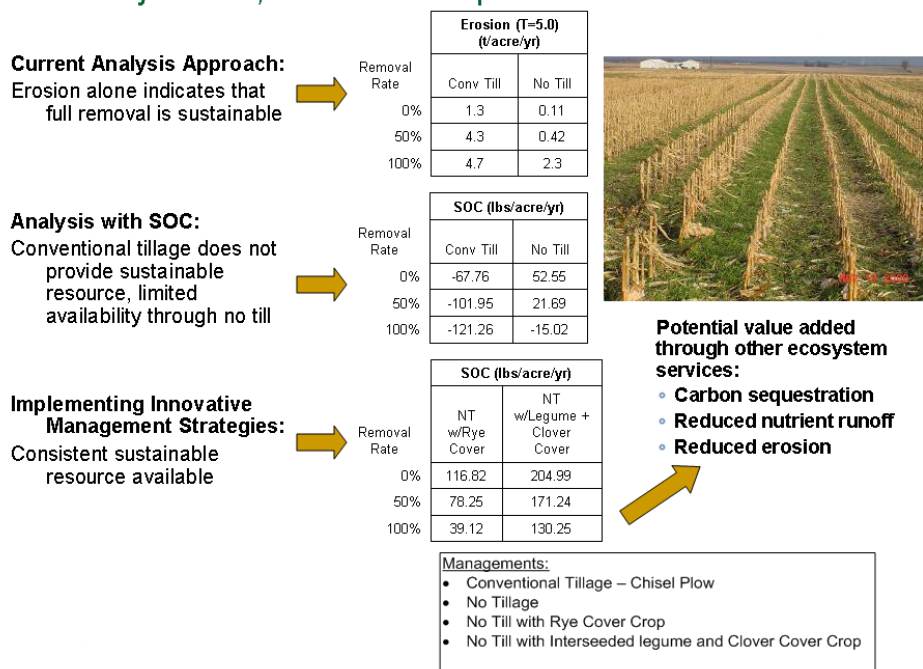 Current Analysis Approach:
Erosion alone indicates that
full removal is sustainable
Removal
Rate
Erosion (T=5.0)
(t/acre/yr)
Conv Till No Till
0% 1.3 0.11
50% 4.3 0.42
100% 4.7 2.3
Analysis with SOC:
Conventional tillage does not
provide sustainable
resource, limited
availability through no till
Removal
Rate
SOC (lbs/acre/yr)
Conv Till No Till
0% -67.76 52.55
50% -101.95 21.69
100% -121.26 -15.02
Implementing Innovative
Management Strategies:
Consistent sustainable
resource available
Removal
Rate
SOC (lbs/acre/yr)
NT
w/Rye
Cover
NT
w/Legume +
Clover
Cover
0% 116.82 204.99
50% 78.25 171.24
100% 39.12 130.25
Potential value added
through other ecosystem
services:
◦ Carbon sequestration
◦ Reduced nutrient runoff
◦ Reduced erosion
Managements:
• Conventional Tillage – Chisel Plow
• No Tillage
• No Till with Rye Cover Crop
• No Till with Interseeded legume and Clover Cover Crop